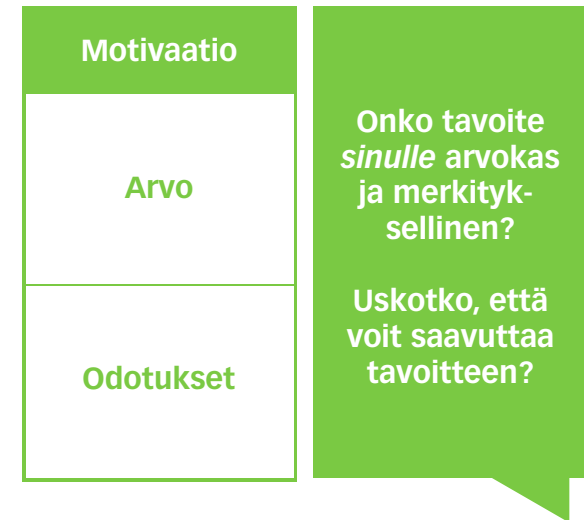 Motivaatio
Arvo
Odotukset
Onko tavoite
sinulle arvokas
ja merkityk-
sellinen?
Uskotko, että
voit saavuttaa
tavoitteen?